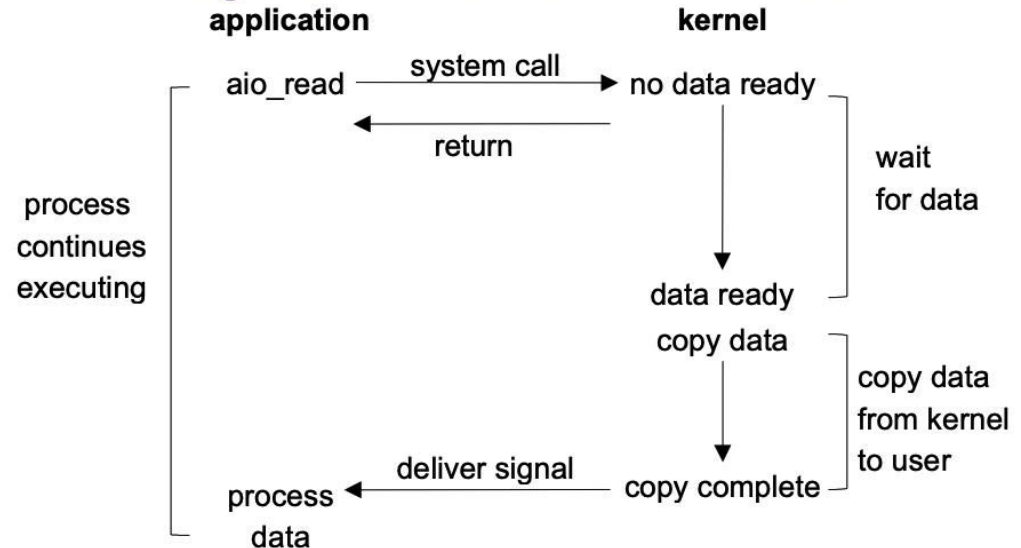 application
kernel
aio_read
system call
no data ready
return
wait
for data
process
continues
executing
data ready
copy data
copy data
from kernel
to user
deliver signal
copy complete
process
data